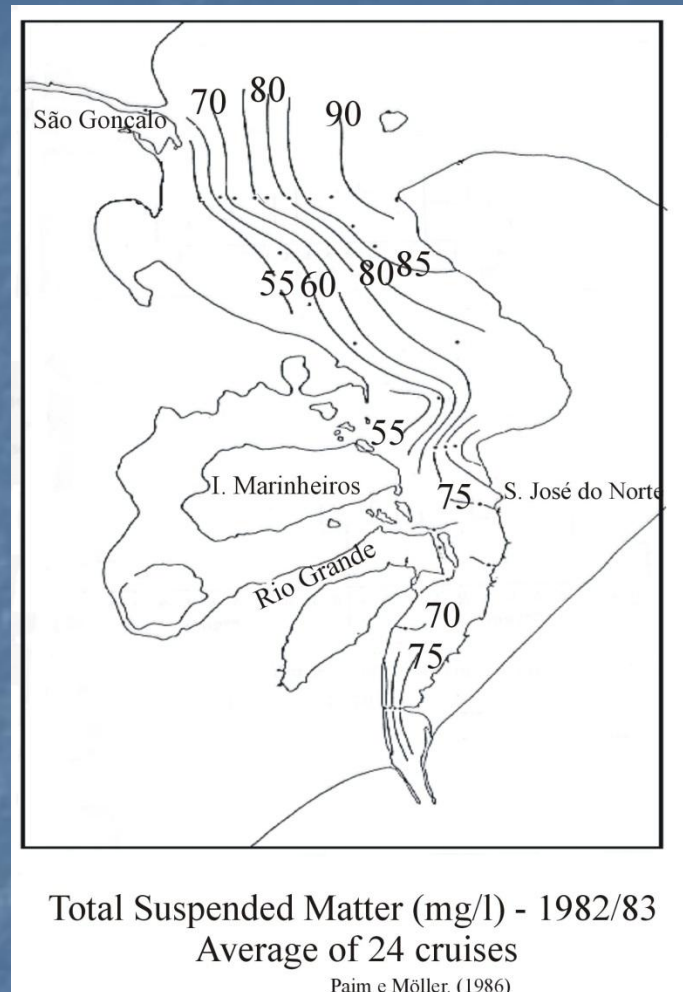 70 80 90
São Gonçalo
55 60 80 85
55
I. Marinheiros
75
S. José do Norte
Rio Grande
70
75
Total Suspended Matter (mg/l) - 1982/83
Average of 24 cruises
Paim e Möller, (1986)